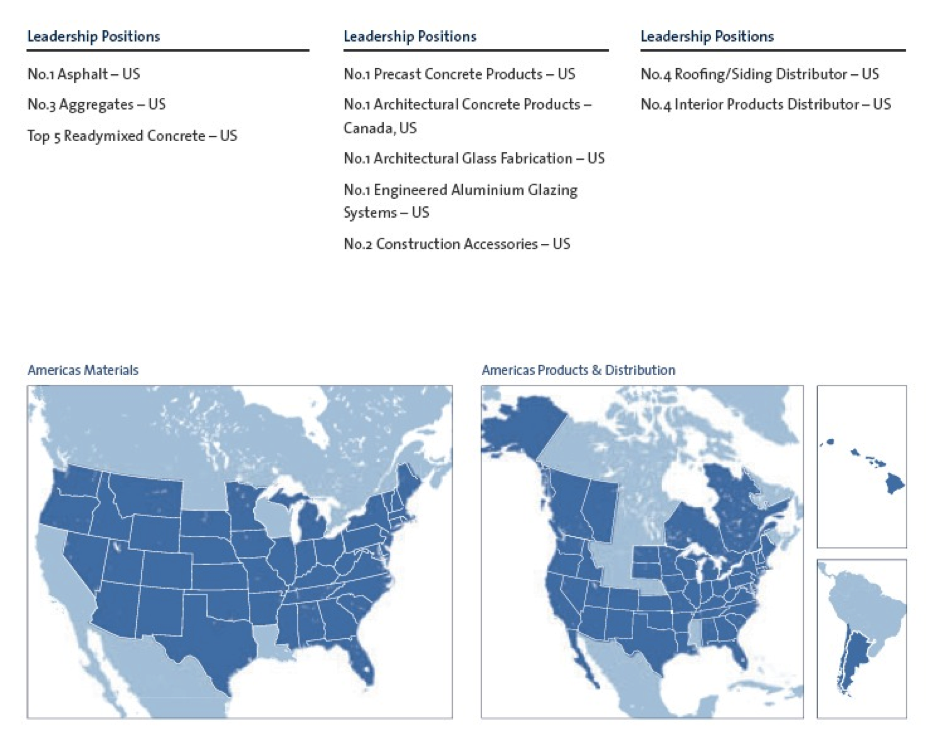 Leadership Positions
No.1 Asphalt – US
No.3 Aggregates – US
Top 5 Readymixed Concrete – US
Leadership Positions
No.1 Precast Concrete Products – US
No.1 Architectural Concrete Products –
Canada, US
No.1 Architectural Glass Fabrication – US
No.1 Engineered Aluminium Glazing
Systems – US
No.2 Construction Accessories – US
Leadership Positions
No.4 Roofing/Siding Distributor – US
No.4 Interior Products Distributor – US
Americas Materials
Americas Products & Distribution